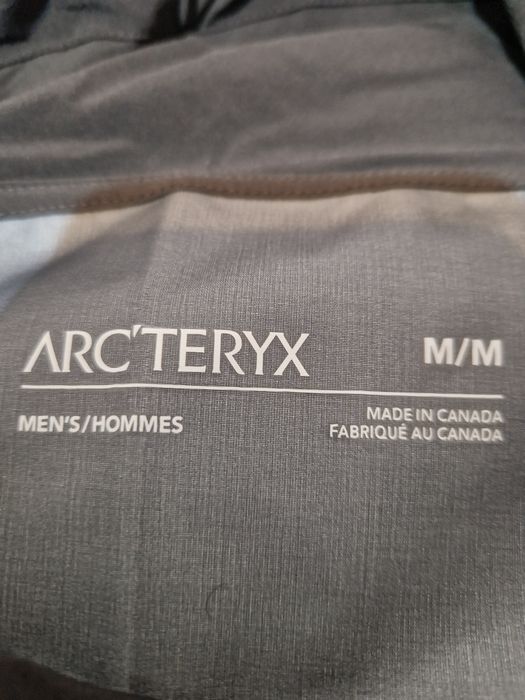 ARC'TERYX M/M
MEN'S/HOMMES
MADE IN CANADA
FABRIQUÉ AU CANADA